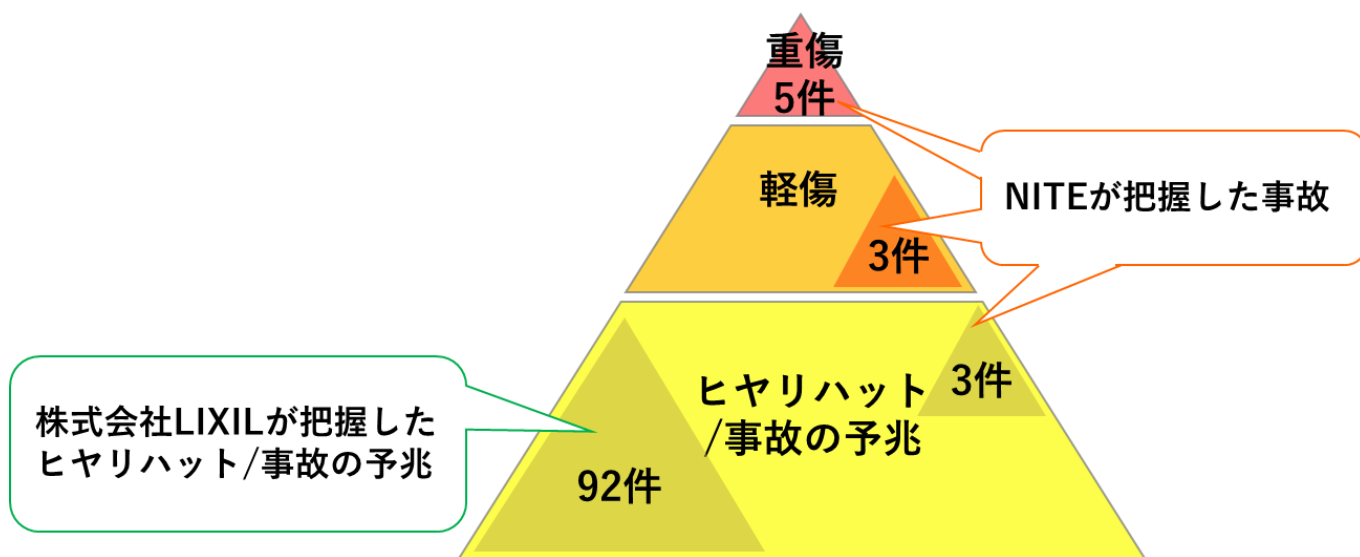 重傷
5件
軽傷
3件
NITEが把握した事故
3件
ヒヤリハット
/事故の予兆
株式会社LIXILが把握した
ヒヤリハット/事故の予兆
92件